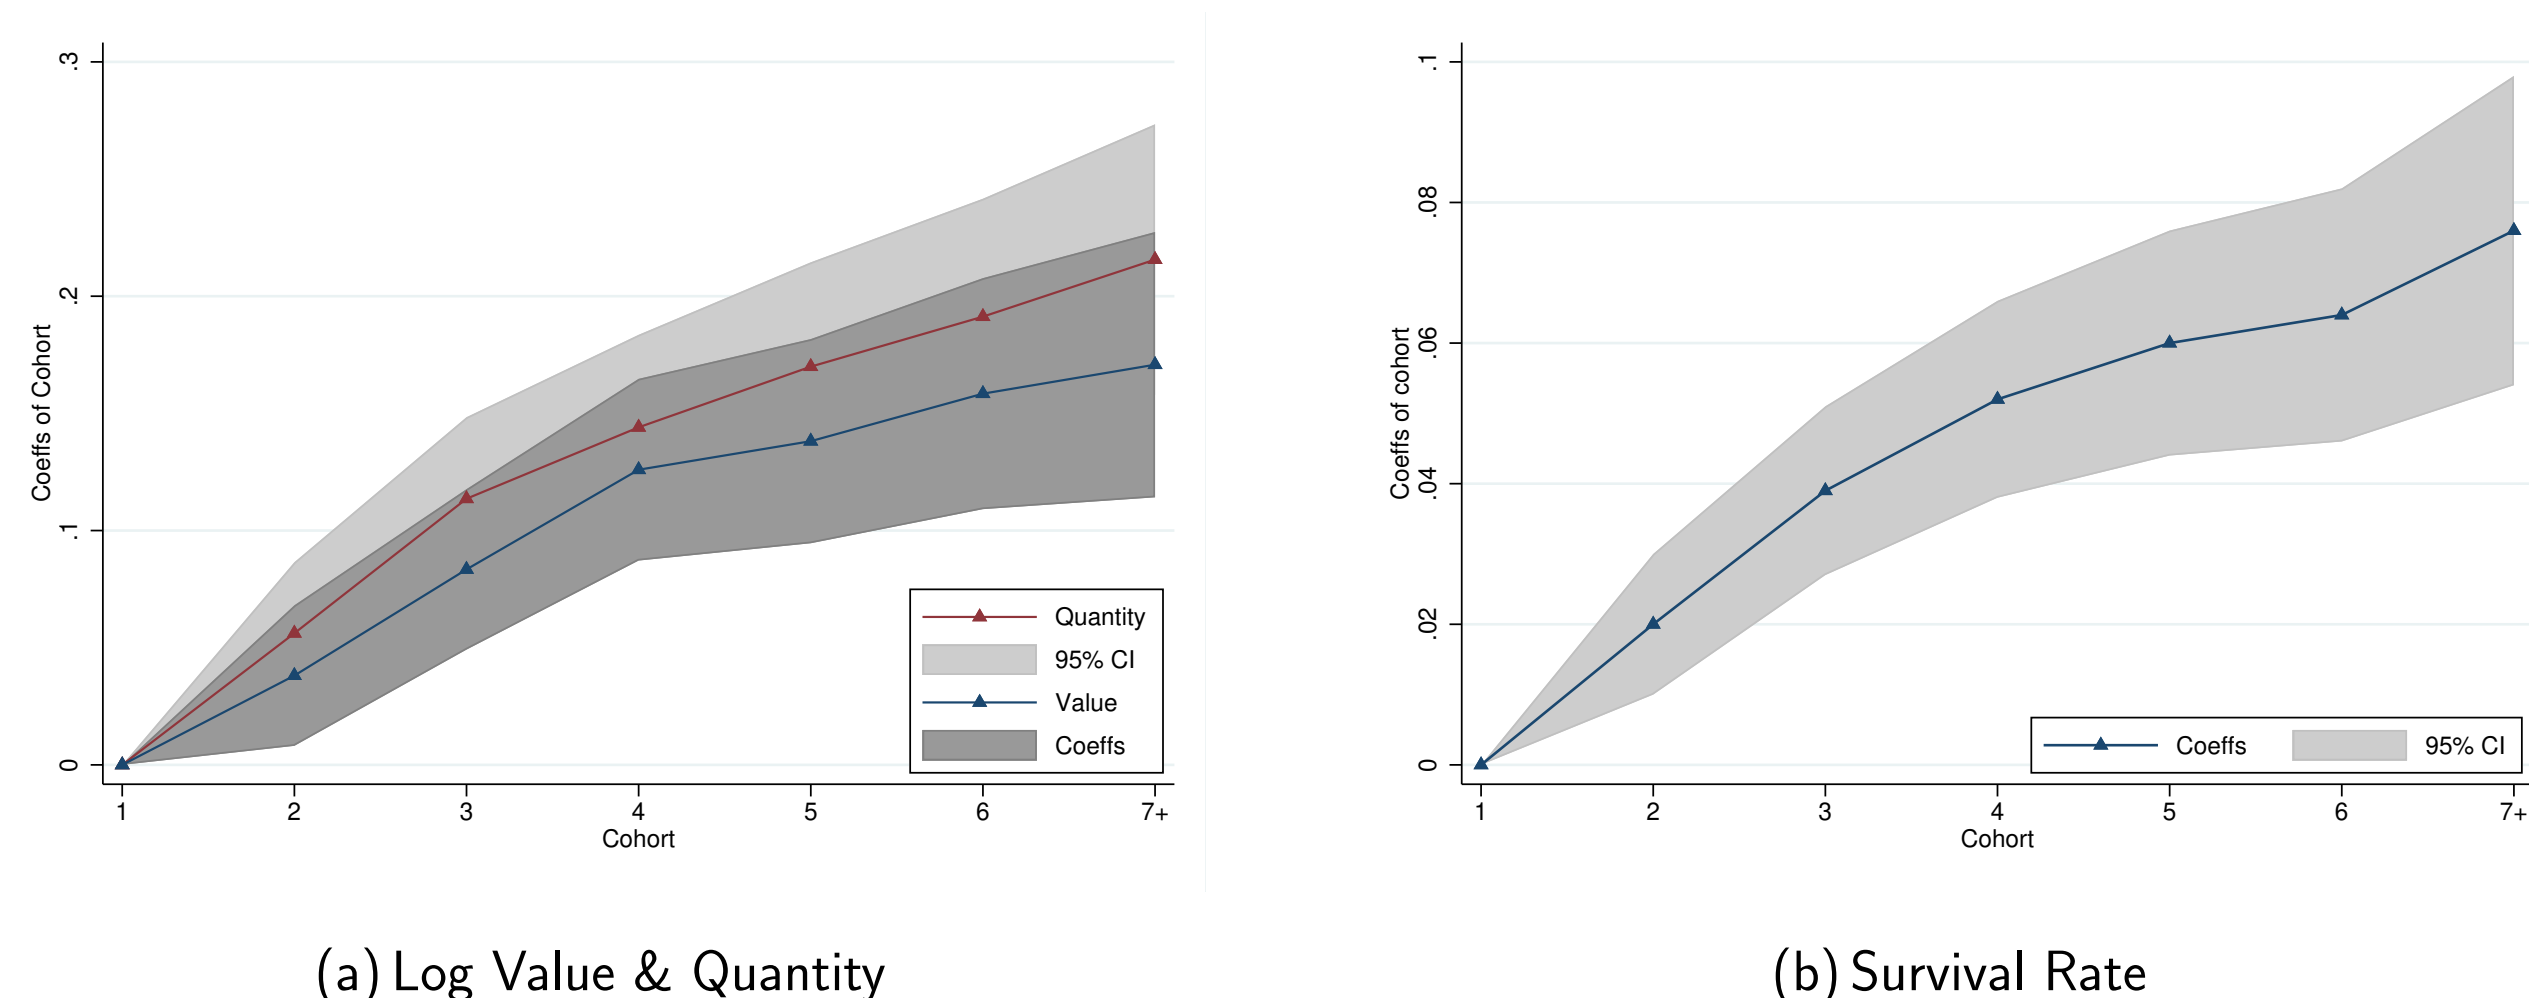 .3
.2
.1
0
Coeffs of Cohort
1 2 3 4 5 6 7+
Cohort
Quantity
95% CI
Value
Coeffs
(a) Log Value & Quantity
.1
.08
.06
.04
.02
0
Coeffs of cohort
1 2 3 4 5 6 7+
Cohort
Coeffs 95% CI
(b) Survival Rate